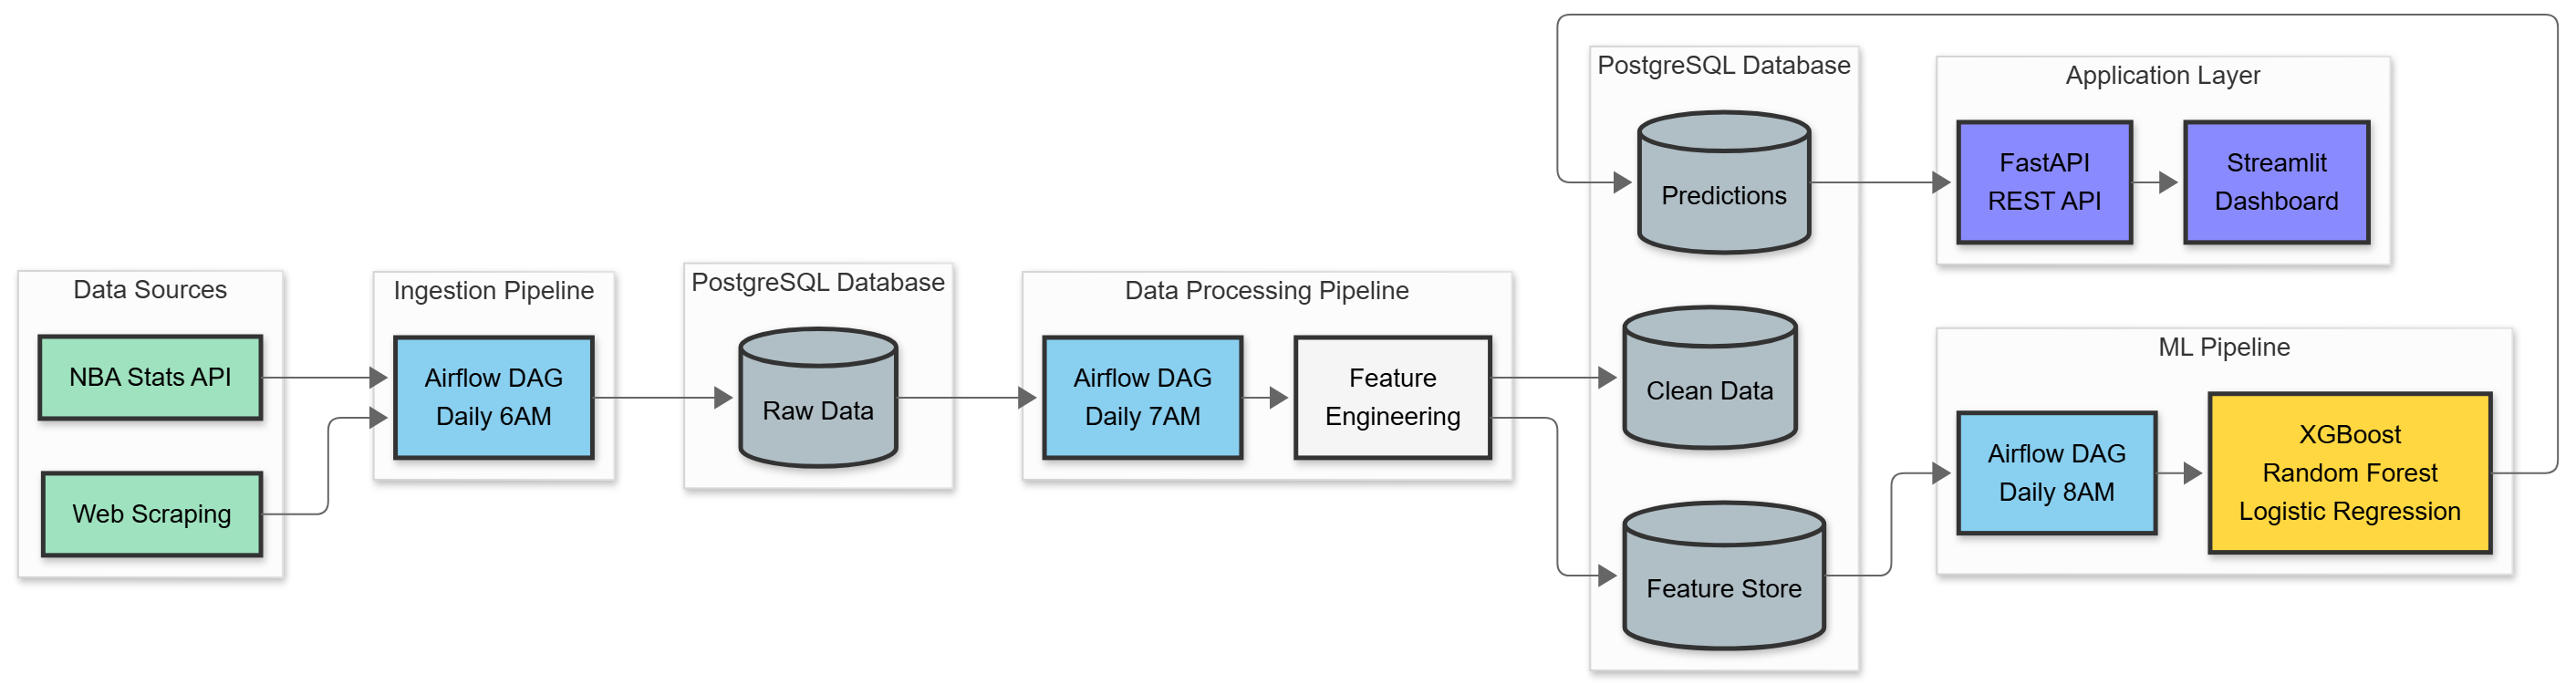 Data Sources
NBA Stats API
Web Scraping
Ingestion Pipeline
Airflow DAG
Daily 6AM
PostgreSQL Database
Raw Data
Data Processing Pipeline
Airflow DAG
Daily 7AM
Feature
Engineering
PostgreSQL Database
Predictions
Clean Data
Feature Store
Application Layer
FastAPI
REST API
Streamlit
Dashboard
ML Pipeline
Airflow DAG
Daily 8AM
XGBoost
Random Forest
Logistic Regression